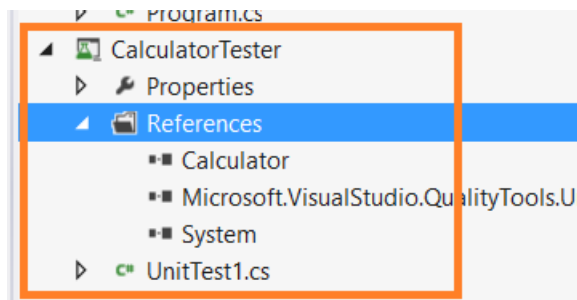 Program.cs
CalculatorTester
Properties
References
Calculator
Microsoft.VisualStudio.QualityTools.U
System
C# UnitTest1.cs